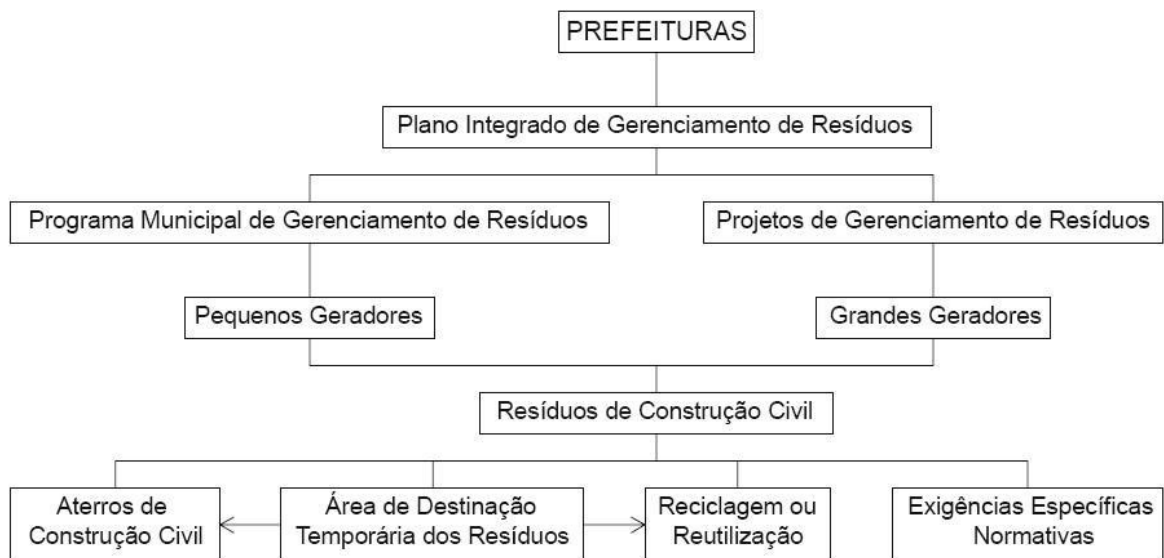 PREFEITURAS
Plano Integrado de Gerenciamento de Resíduos
Programa Municipal de Gerenciamento de Resíduos
Projetos de Gerenciamento de Resíduos
Pequenos Geradores
Grandes Geradores
Resíduos de Construção Civil
Aterros de
Construção Civil
Área de Destinação
Temporária dos Resíduos
Reciclagem ou
Reutilização
Exigências Específicas
Normativas